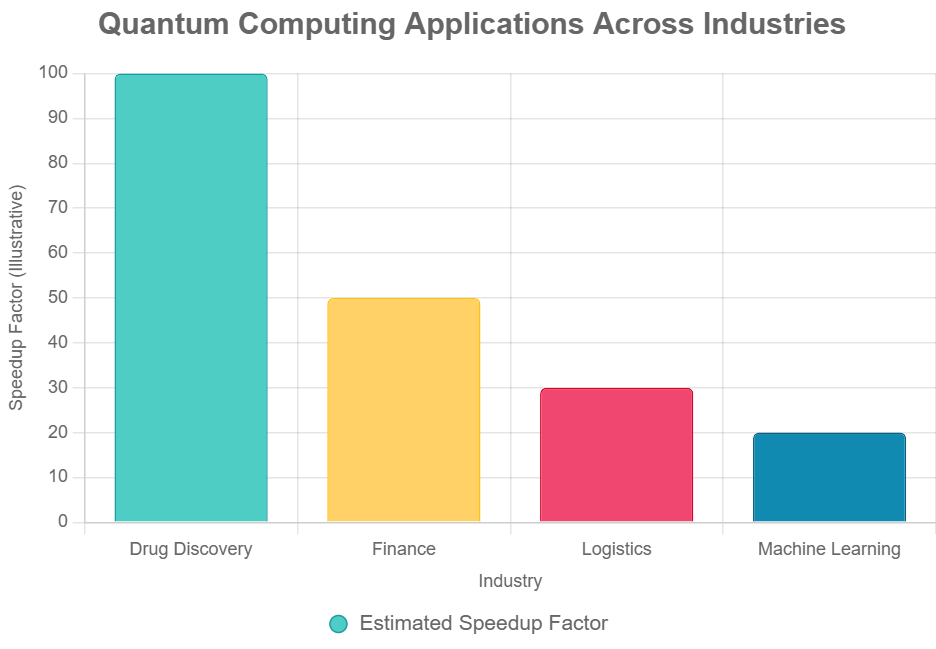 Quantum Computing Applications Across Industries
Speedup Factor (Illustrative)
100
90
80
70
60
50
40
30
20
10
0
Drug Discovery
Finance
Logistics
Machine Learning
Industry
Estimated Speedup Factor